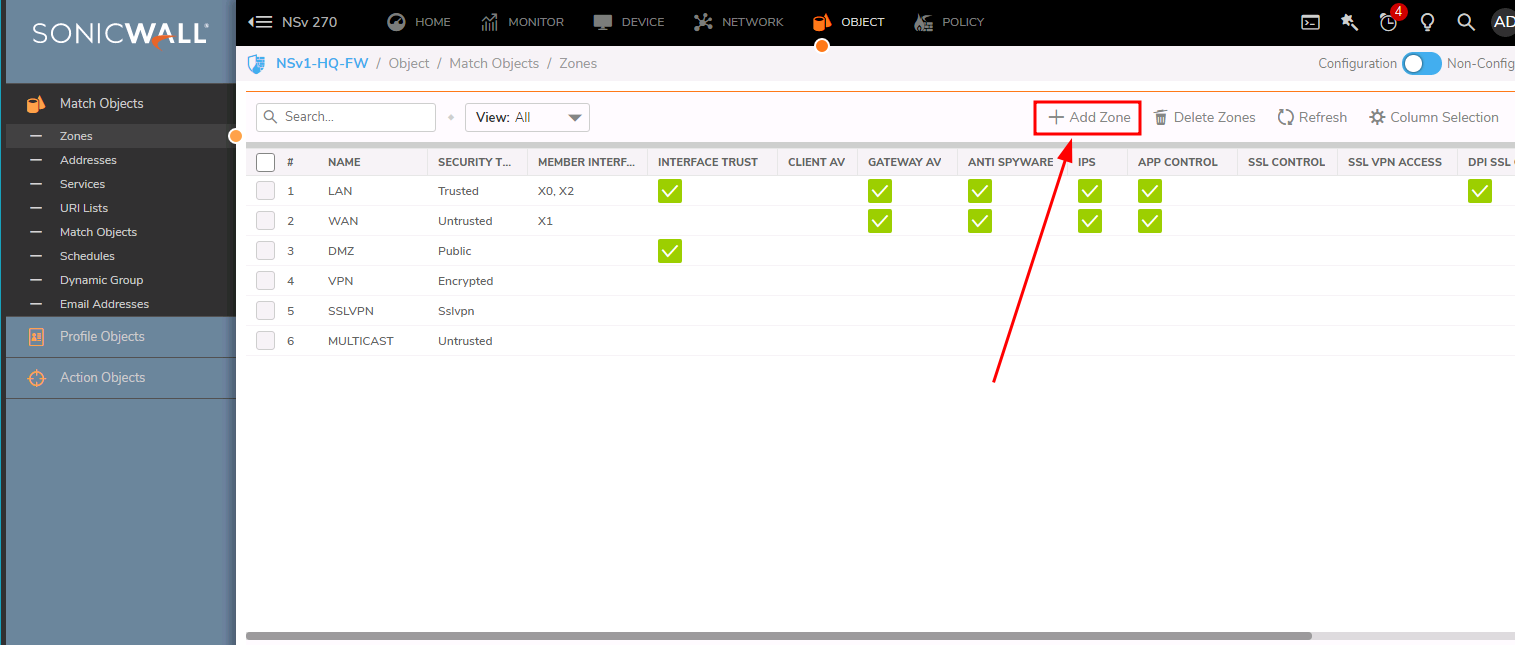 SONICWALL®
NSv 270 HOME MONITOR DEVICE NETWORK OBJECT POLICY 4 AD
NSv1-HQ-FW / Object / Match Objects / Zones Configuration Non-Config
Match Objects
Zones
Addresses
Services
URI Lists
Match Objects
Schedules
Dynamic Group
Email Addresses
Profile Objects
Action Objects
Search... View: All Add Zone Delete Zones Refresh Column Selection
# NAME SECURITY T... MEMBER INTERF... INTERFACE TRUST CLIENT AV GATEWAY AV ANTI SPYWARE IPS APP CONTROL SSL CONTROL SSL VPN ACCESS DPI SSL
1 LAN Trusted X0, X2
2 WAN Untrusted X1
3 DMZ Public
4 VPN Encrypted
5 SSLVPN Sslvpn
6 MULTICAST Untrusted